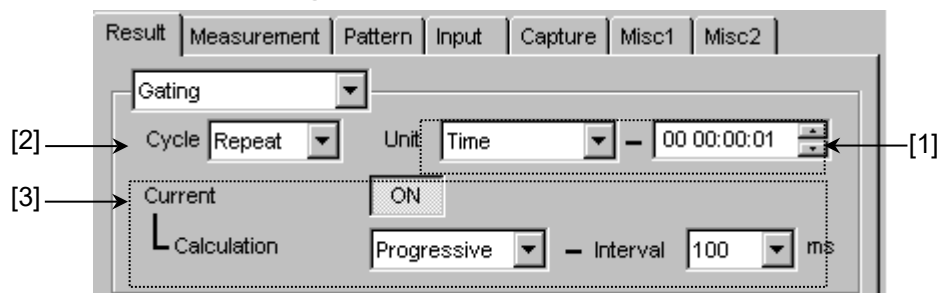 Result Measurement Pattern Input Capture Misc1 Misc2
Gating
[2] Cycle Repeat Unit Time – 00 00:00:01 [1]
[3] Current ON
Calculation Progressive – Interval 100 ms